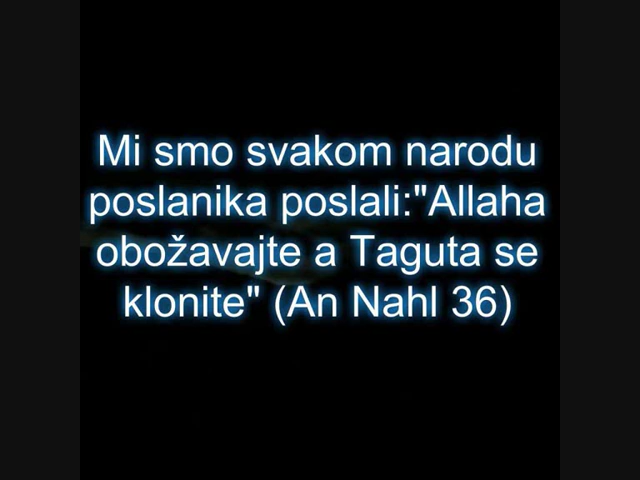 Mi smo svakom narodu
poslanika poslali:"Allaha
obožavajte a Taguta se
klonite" (An Nahl 36)